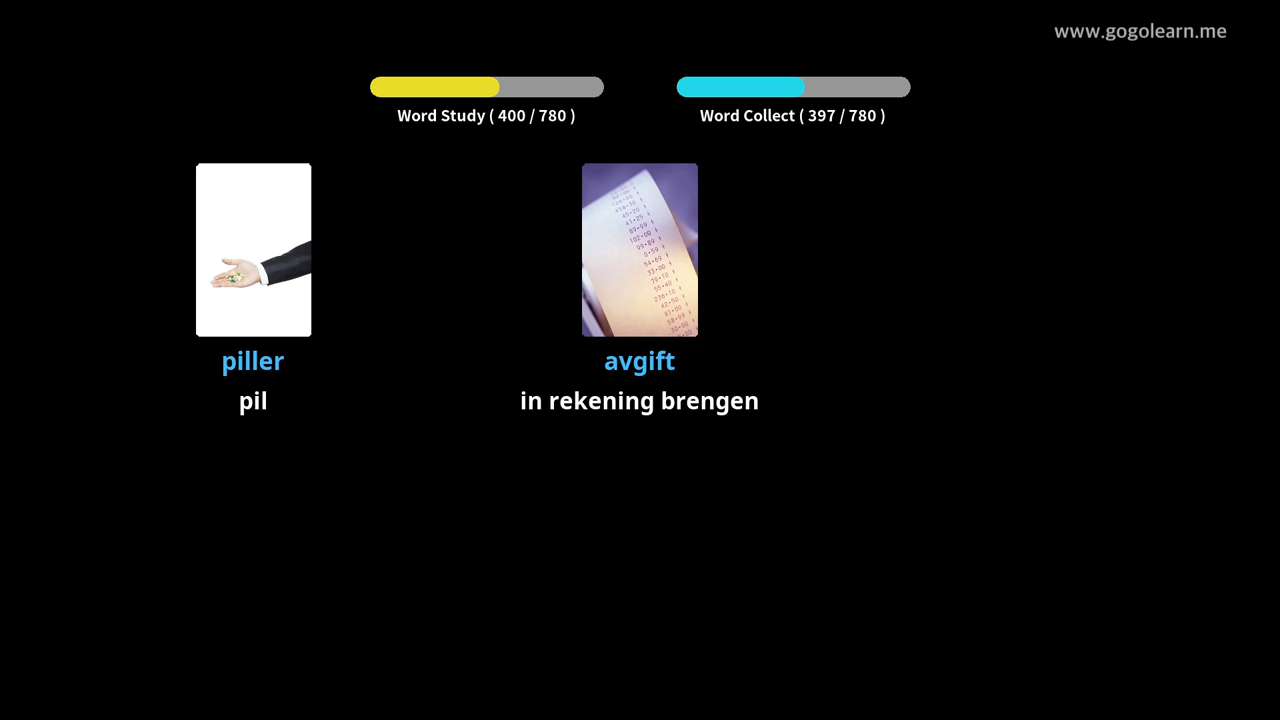 www.gogolearn.me
Word Study ( 400 / 780 )
Word Collect ( 397 / 780 )
piller
pil
avgift
in rekening brengen